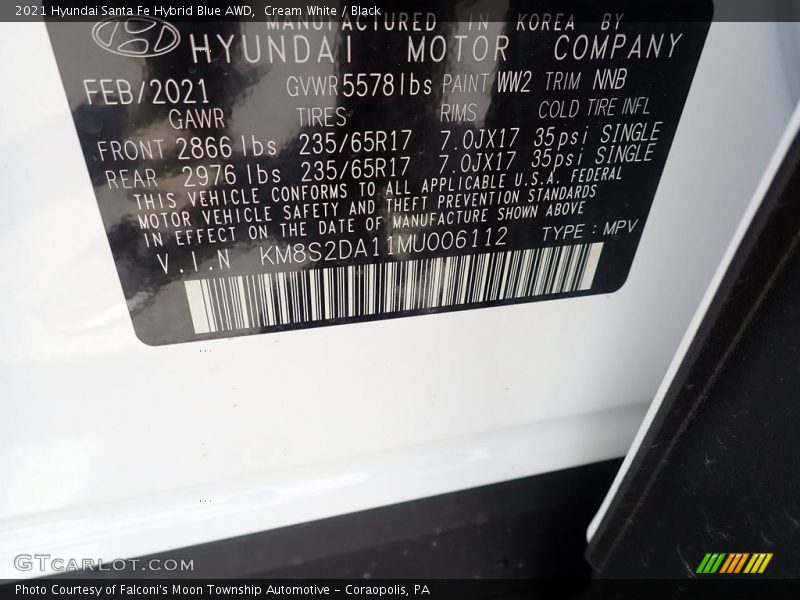 2021 Hyundai Santa Fe Hybrid Blue AWD, Cream White / Black
MANUFACTURED IN KOREA BY
HYUNDAI MOTOR COMPANY
FEB/2021 GVWR 5578lbs PAINT WW2 TRIM NNB
GAWR TIRES RIMS COLD TIRE INFL
FRONT 2866 lbs 235/65R17 7.0JX17 35psi SINGLE
REAR 2976 lbs 235/65R17 7.0JX17 35psi SINGLE
THIS VEHICLE CONFORMS TO ALL APPLICABLE U.S.A. FEDERAL
MOTOR VEHICLE SAFETY AND THEFT PREVENTION STANDARDS
IN EFFECT ON THE DATE OF MANUFACTURE SHOWN ABOVE
V.I.N KM8S2DA11MU006112 TYPE : MPV
GTCARLOT.COM
Photo Courtesy of Falconi's Moon Township Automotive - Coraopolis, PA